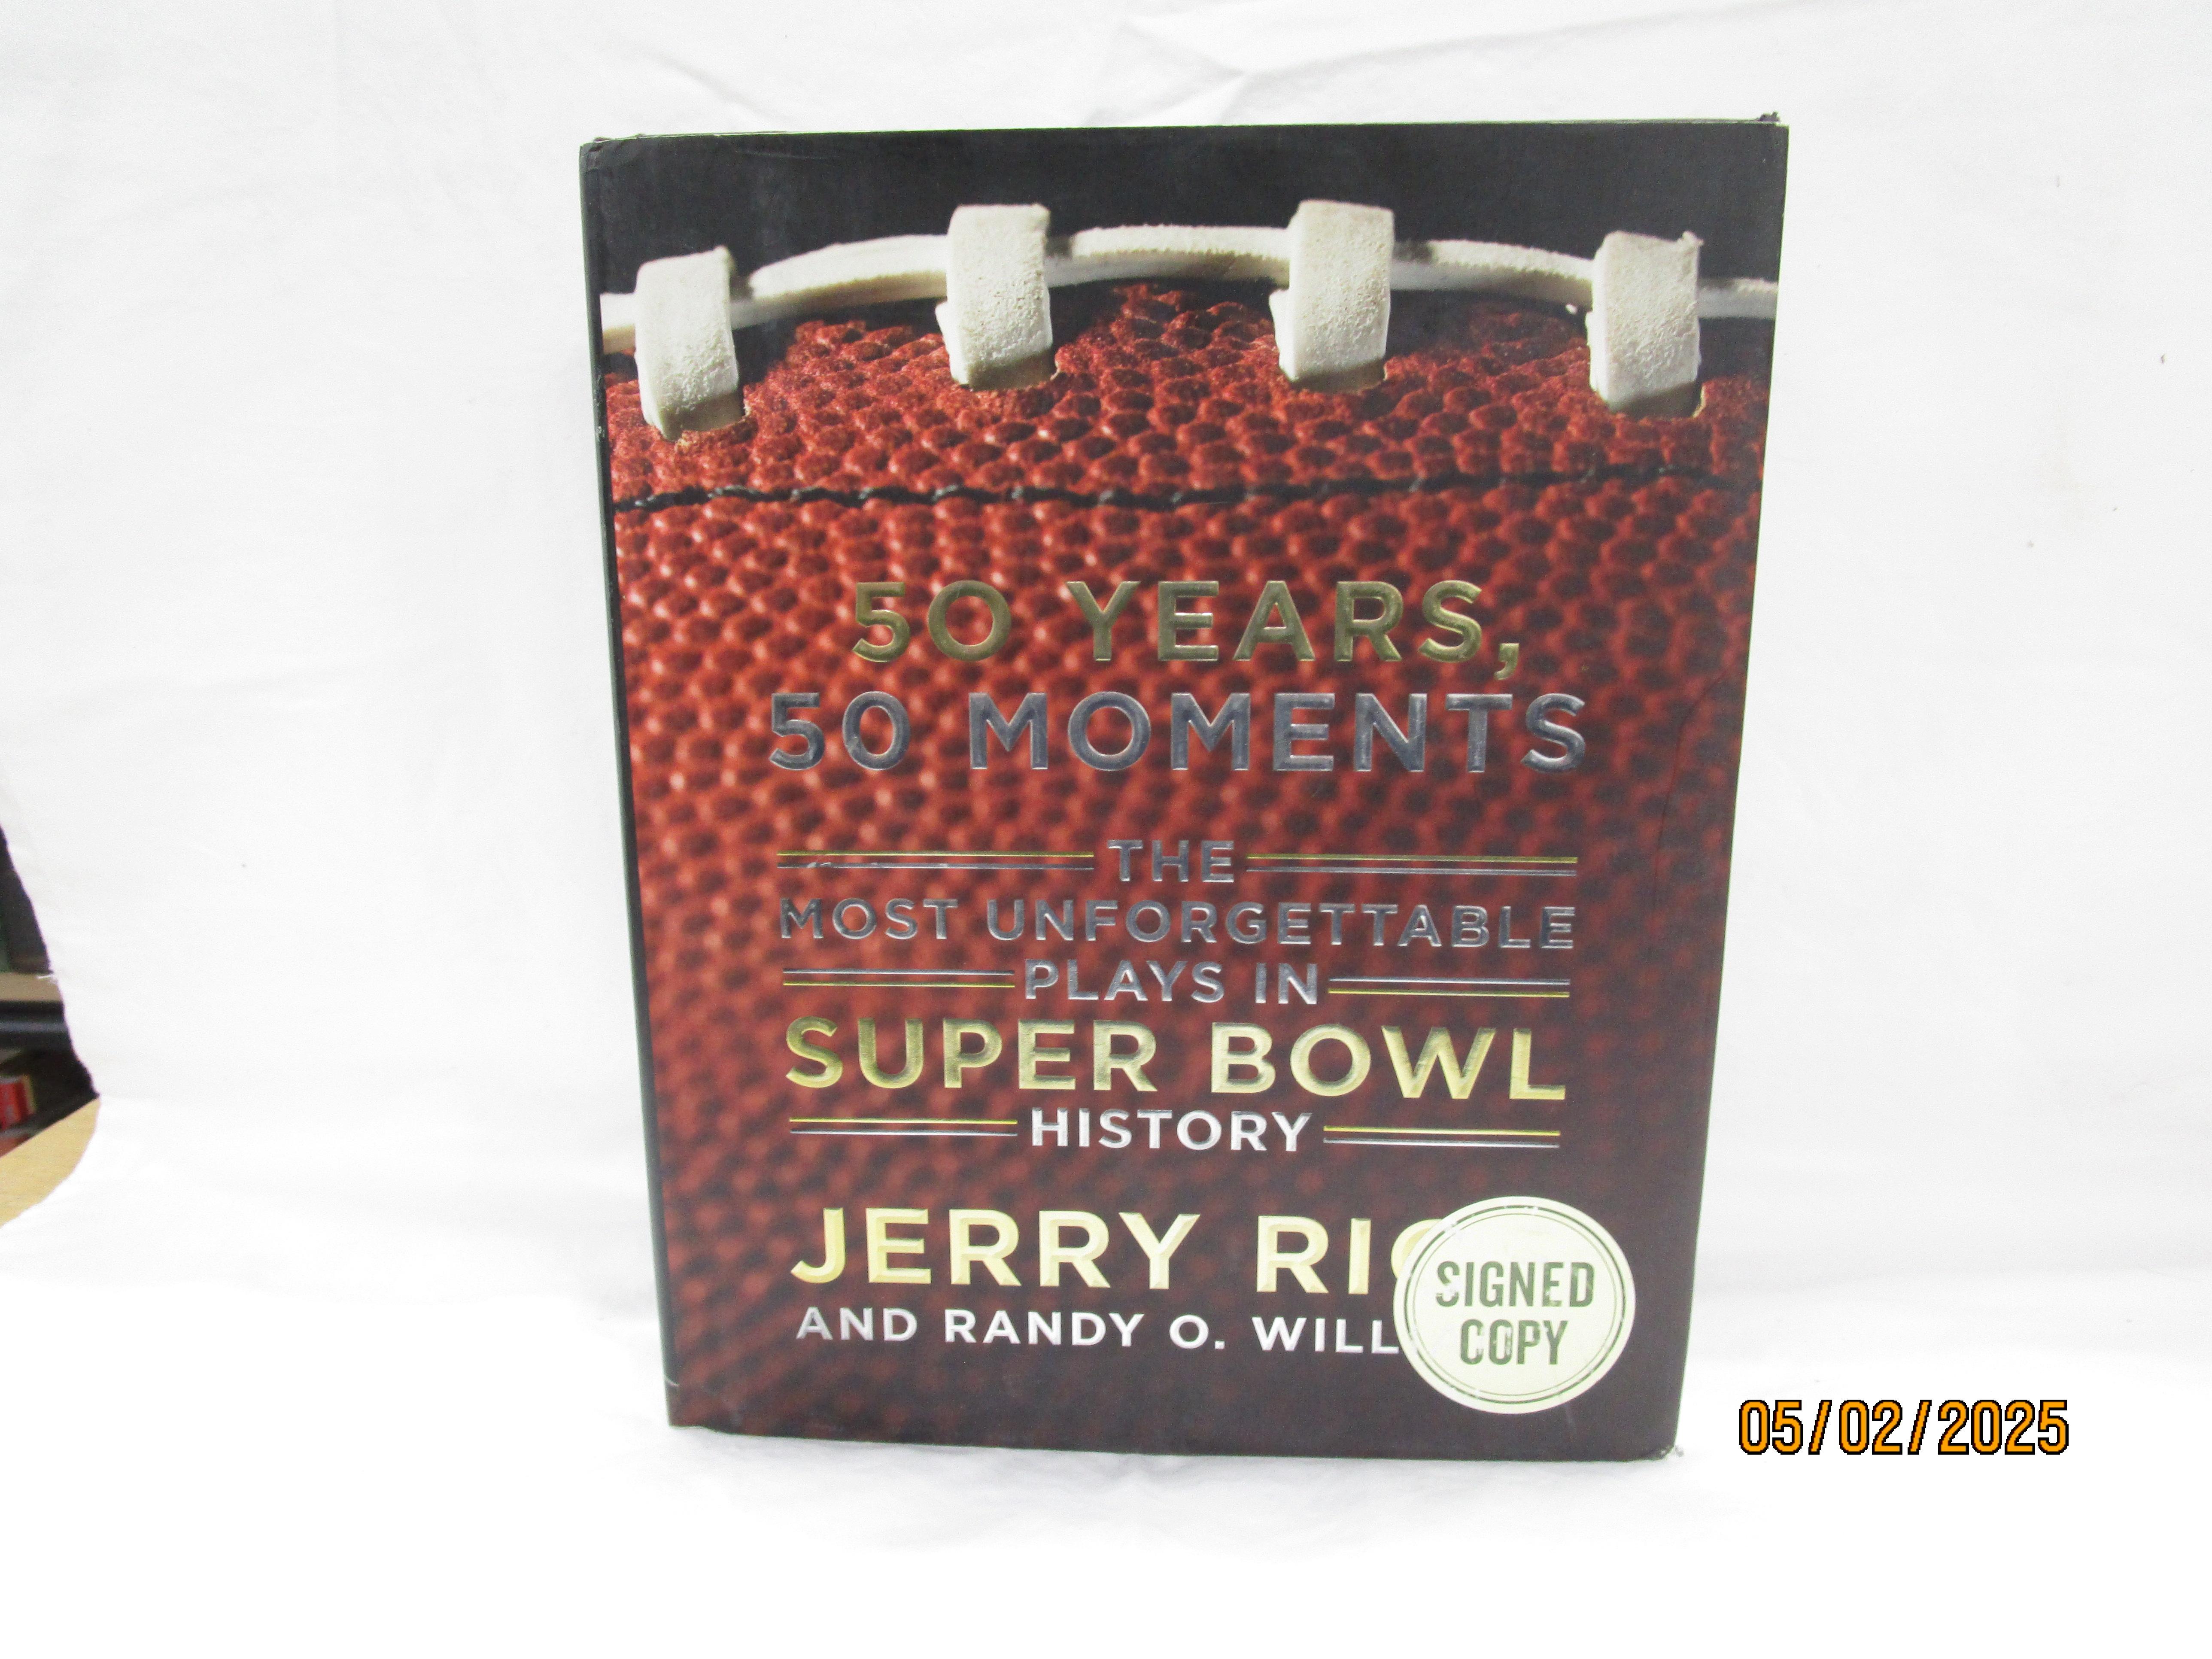 50 YEARS,
50 MOMENTS
THE
MOST UNFORGETTABLE
PLAYS IN
SUPER BOWL
HISTORY
JERRY RIC
AND RANDY O. WILL
SIGNED
COPY
05/02/2025